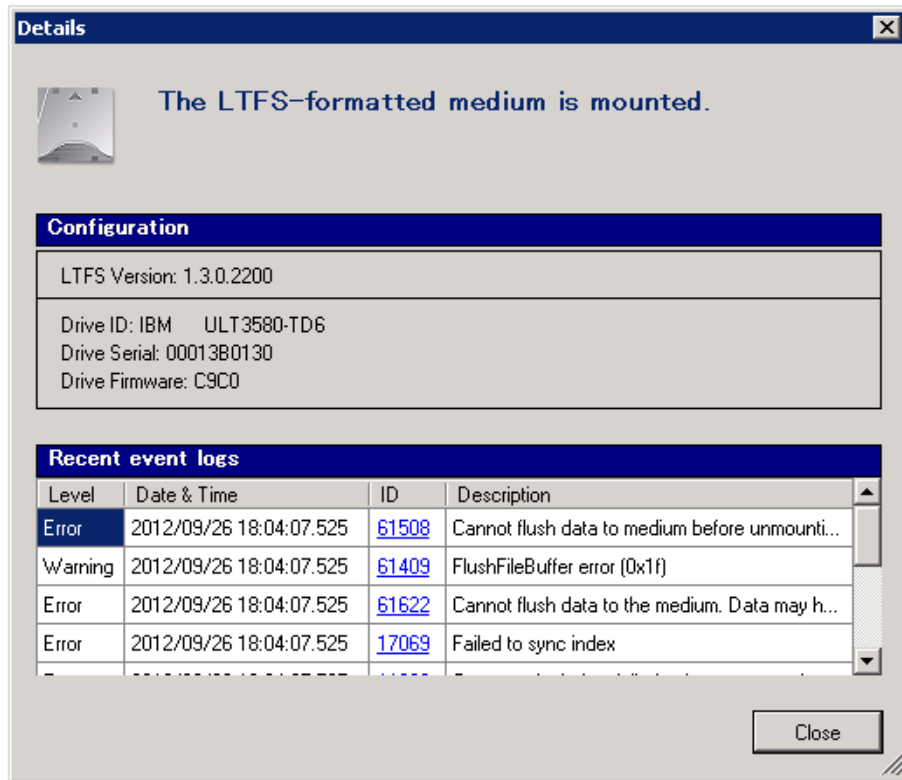 Details
The LTFS-formatted medium is mounted.
Configuration
LTFS Version: 1.3.0.2200
Drive ID: IBM ULT3580-TD6
Drive Serial: 00013B0130
Drive Firmware: C9C0
Recent event logs
Level Date & Time ID Description
Error 2012/09/26 18:04:07.525 61508 Cannot flush data to medium before unmounti...
Warning 2012/09/26 18:04:07.525 61409 FlushFileBuffer error (0x1f)
Error 2012/09/26 18:04:07.525 61622 Cannot flush data to the medium. Data may h...
Error 2012/09/26 18:04:07.525 17069 Failed to sync index
Close